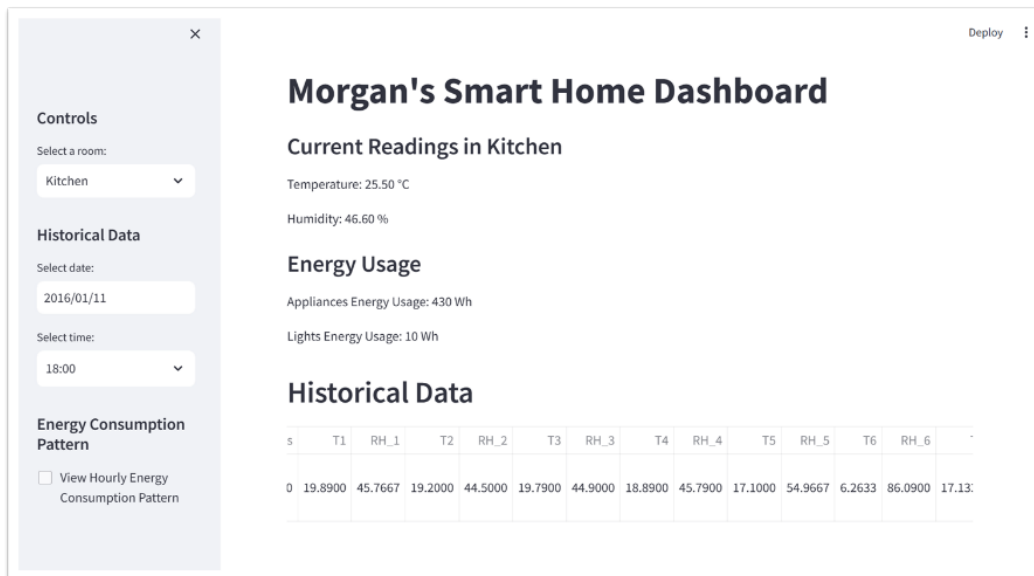 Deploy
Controls
Select a room:
Kitchen
Historical Data
Select date:
2016/01/11
Select time:
18:00
Energy Consumption
Pattern
View Hourly Energy
Consumption Pattern
Morgan's Smart Home Dashboard
Current Readings in Kitchen
Temperature: 25.50 °C
Humidity: 46.60 %
Energy Usage
Appliances Energy Usage: 430 Wh
Lights Energy Usage: 10 Wh
Historical Data
s T1 RH_1 T2 RH_2 T3 RH_3 T4 RH_4 T5 RH_5 T6 RH_6
0 19.8900 45.7667 19.2000 44.5000 19.7900 44.9000 18.8900 45.7900 17.1000 54.9667 6.2633 86.0900